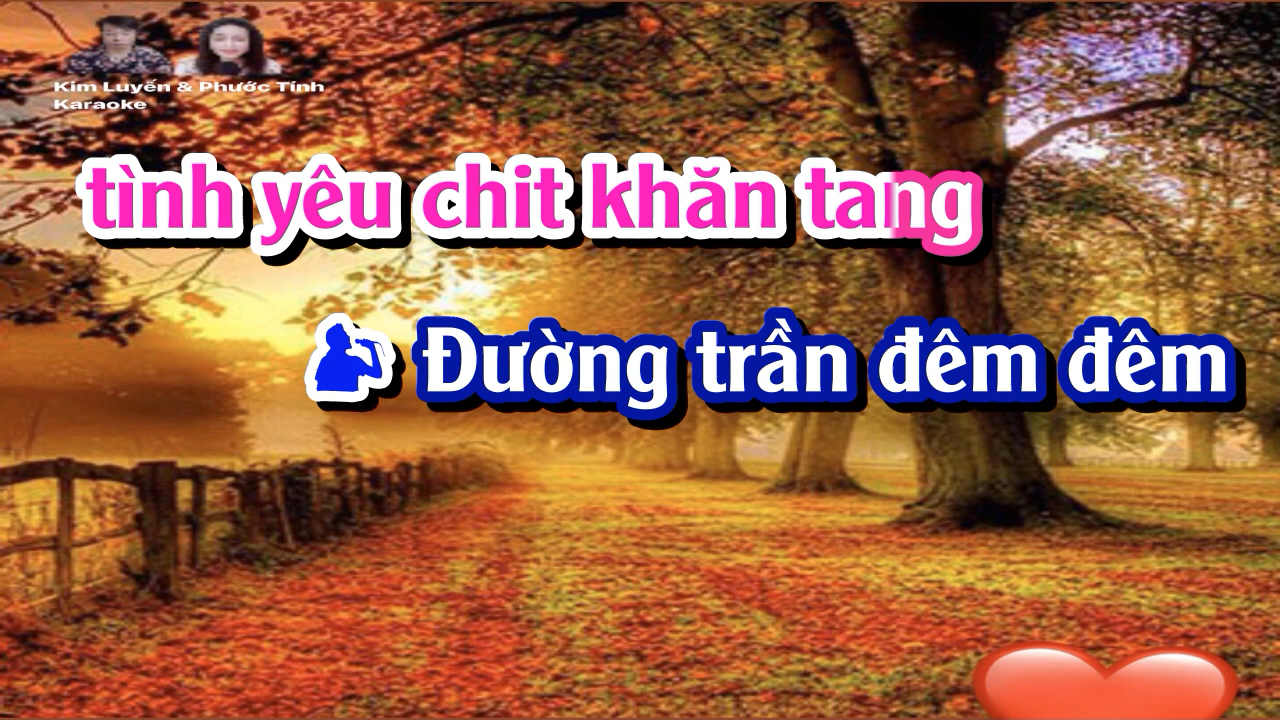 Kim Luyến & Phước Tính
Karaoke
tình yêu chit khăn tang
Đường trần đêm đêm